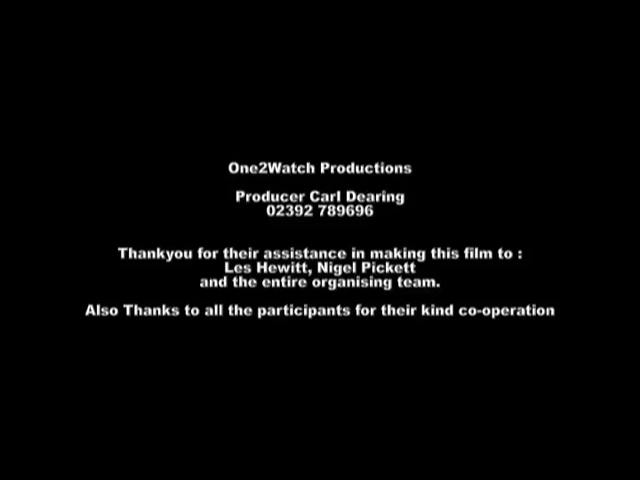 One2Watch Productions
Producer Carl Dearing
02392 789696
Thankyou for their assistance in making this film to :
Les Hewitt, Nigel Pickett
and the entire organising team.
Also Thanks to all the participants for their kind co-operation